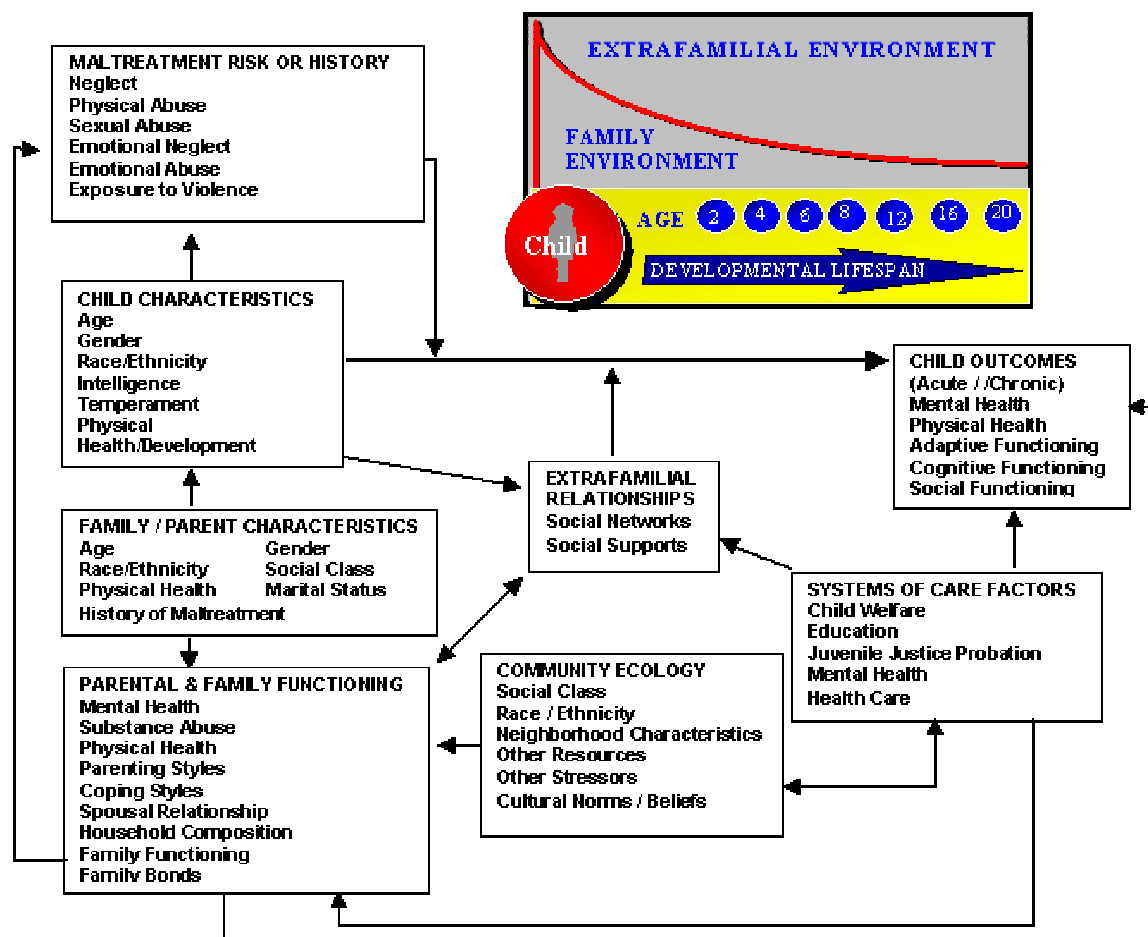 MALTREATMENT RISK OR HISTORY
Neglect
Physical Abuse
Sexual Abuse
Emotional Neglect
Emotional Abuse
Exposure to Violence
EXTRAFAMILIAL ENVIRONMENT
FAMILY
ENVIRONMENT
Child
AGE 2 4 6 8 12 16 20
DEVELOPMENTAL LIFESPAN
CHILD CHARACTERISTICS
Age
Gender
Race/Ethnicity
Intelligence
Temperament
Physical
Health/Development
CHILD OUTCOMES
(Acute / /Chronic)
Mental Health
Physical Health
Adaptive Functioning
Cognitive Functioning
Social Functioning
EXTRAFAMILIAL
RELATIONSHIPS
Social Networks
Social Supports
FAMILY / PARENT CHARACTERISTICS
Age Gender
Race/Ethnicity Social Class
Physical Health Marital Status
History of Maltreatment
SYSTEMS OF CARE FACTORS
Child Welfare
Education
Juvenile Justice Probation
Mental Health
Health Care
PARENTAL & FAMILY FUNCTIONING
Mental Health
Substance Abuse
Physical Health
Parenting Styles
Coping Styles
Spousal Relationship
Household Composition
Family Functioning
Family Bonds
COMMUNITY ECOLOGY
Social Class
Race / Ethnicity
Neighborhood Characteristics
Other Resources
Other Stressors
Cultural Norms / Beliefs